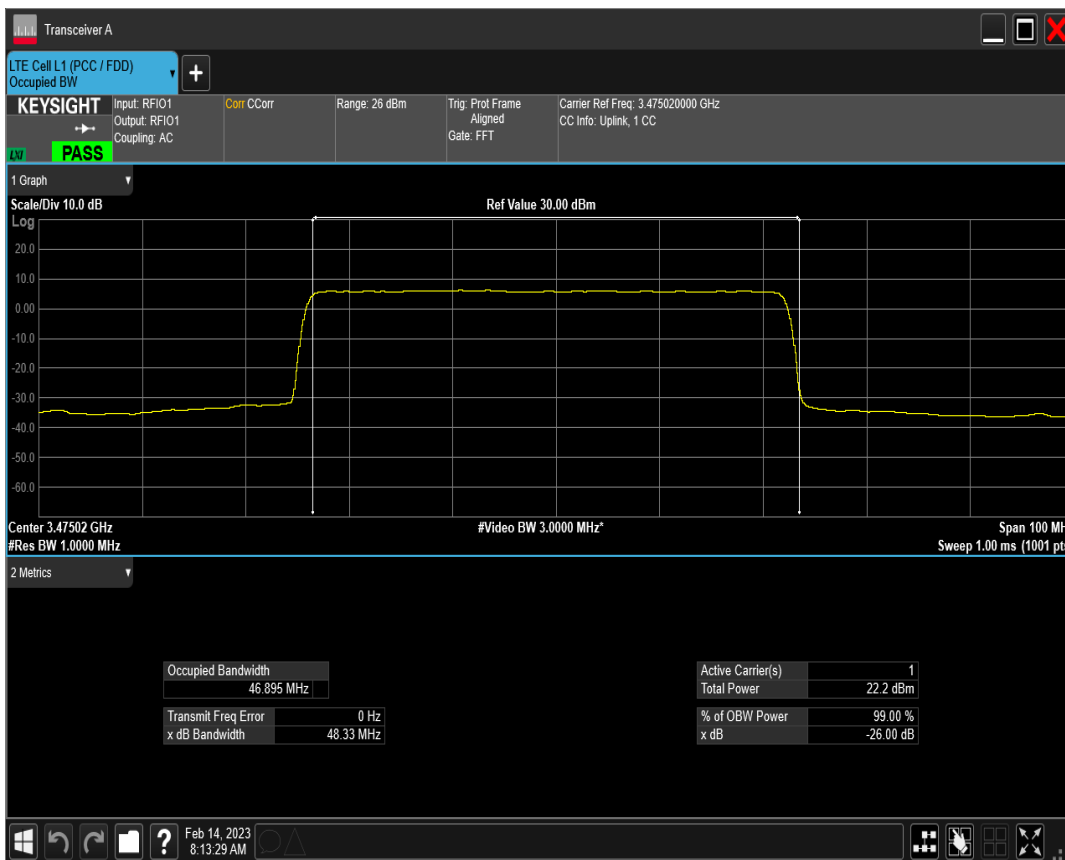 Transceiver A
LTE Cell L1 (PCC / FDD)
Occupied BW
KEYSIGHT
LXI
PASS
Input: RFIO1
Output: RFIO1
Coupling: AC
Corr CCorr
Range: 26 dBm
Trig: Prot Frame
Aligned
Gate: FFT
Carrier Ref Freq: 3.475020000 GHz
CC Info: Uplink, 1 CC
1 Graph
Scale/Div 10.0 dB
Ref Value 30.00 dBm
Log
20.0
10.0
0.00
-10.0
-20.0
-30.0
-40.0
-50.0
-60.0
Center 3.47502 GHz
#Video BW 3.0000 MHz*
Span 100 MH
#Res BW 1.0000 MHz
Sweep 1.00 ms (1001 pts
2 Metrics
Occupied Bandwidth
46.895 MHz
Transmit Freq Error 0 Hz
x dB Bandwidth 48.33 MHz
Active Carrier(s) 1
Total Power 22.2 dBm
% of OBW Power 99.00 %
x dB -26.00 dB
?
Feb 14, 2023
8:13:29 AM